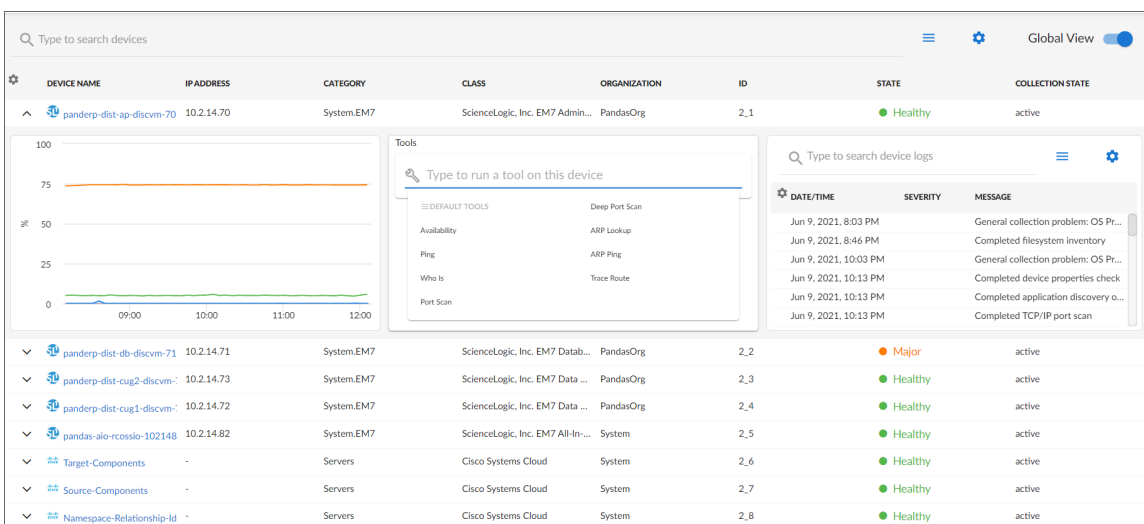 Type to search devices
Global View
DEVICE NAME IP ADDRESS CATEGORY CLASS ORGANIZATION ID STATE COLLECTION STATE
panderp-dist-ap-discvm-70 10.2.14.70 System.EM7 ScienceLogic, Inc. EM7 Admin... PandasOrg 2_1 Healthy active
100
75
50
25
0
%
09:00 10:00 11:00 12:00
Tools
Type to run a tool on this device
DEFAULT TOOLS
Availability
Ping
Who Is
Port Scan
Deep Port Scan
ARP Lookup
ARP Ping
Trace Route
Type to search device logs
DATE/TIME SEVERITY MESSAGE
Jun 9, 2021, 8:03 PM General collection problem: OS Pr...
Jun 9, 2021, 8:46 PM Completed filesystem inventory
Jun 9, 2021, 10:03 PM General collection problem: OS Pr...
Jun 9, 2021, 10:13 PM Completed device properties check
Jun 9, 2021, 10:13 PM Completed application discovery o...
Jun 9, 2021, 10:13 PM Completed TCP/IP port scan
panderp-dist-db-discvm-71 10.2.14.71 System.EM7 ScienceLogic, Inc. EM7 Datab... PandasOrg 2_2 Major active
panderp-dist-cug2-discvm- 10.2.14.73 System.EM7 ScienceLogic, Inc. EM7 Data ... PandasOrg 2_3 Healthy active
panderp-dist-cug1-discvm- 10.2.14.72 System.EM7 ScienceLogic, Inc. EM7 Data ... PandasOrg 2_4 Healthy active
pandas-aio-rcossio-102148 10.2.14.82 System.EM7 ScienceLogic, Inc. EM7 All-In-... System 2_5 Healthy active
Target-Components - Servers Cisco Systems Cloud System 2_6 Healthy active
Source-Components - Servers Cisco Systems Cloud System 2_7 Healthy active
Namespace-Relationship-Id - Servers Cisco Systems Cloud System 2_8 Healthy active